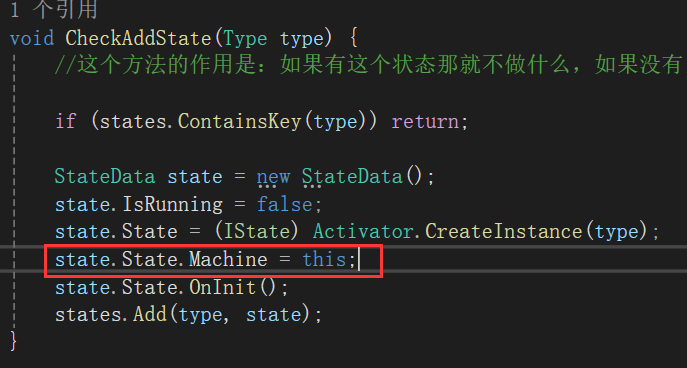 1 个引用
void CheckAddState(Type type) {
//这个方法的作用是：如果有这个状态那就不做什么，如果没有
if (states.ContainsKey(type)) return;
StateData state = new StateData();
state.IsRunning = false;
state.State = (IState) Activator.CreateInstance(type);
state.State.Machine = this;
state.State.OnInit();
states.Add(type, state);
}